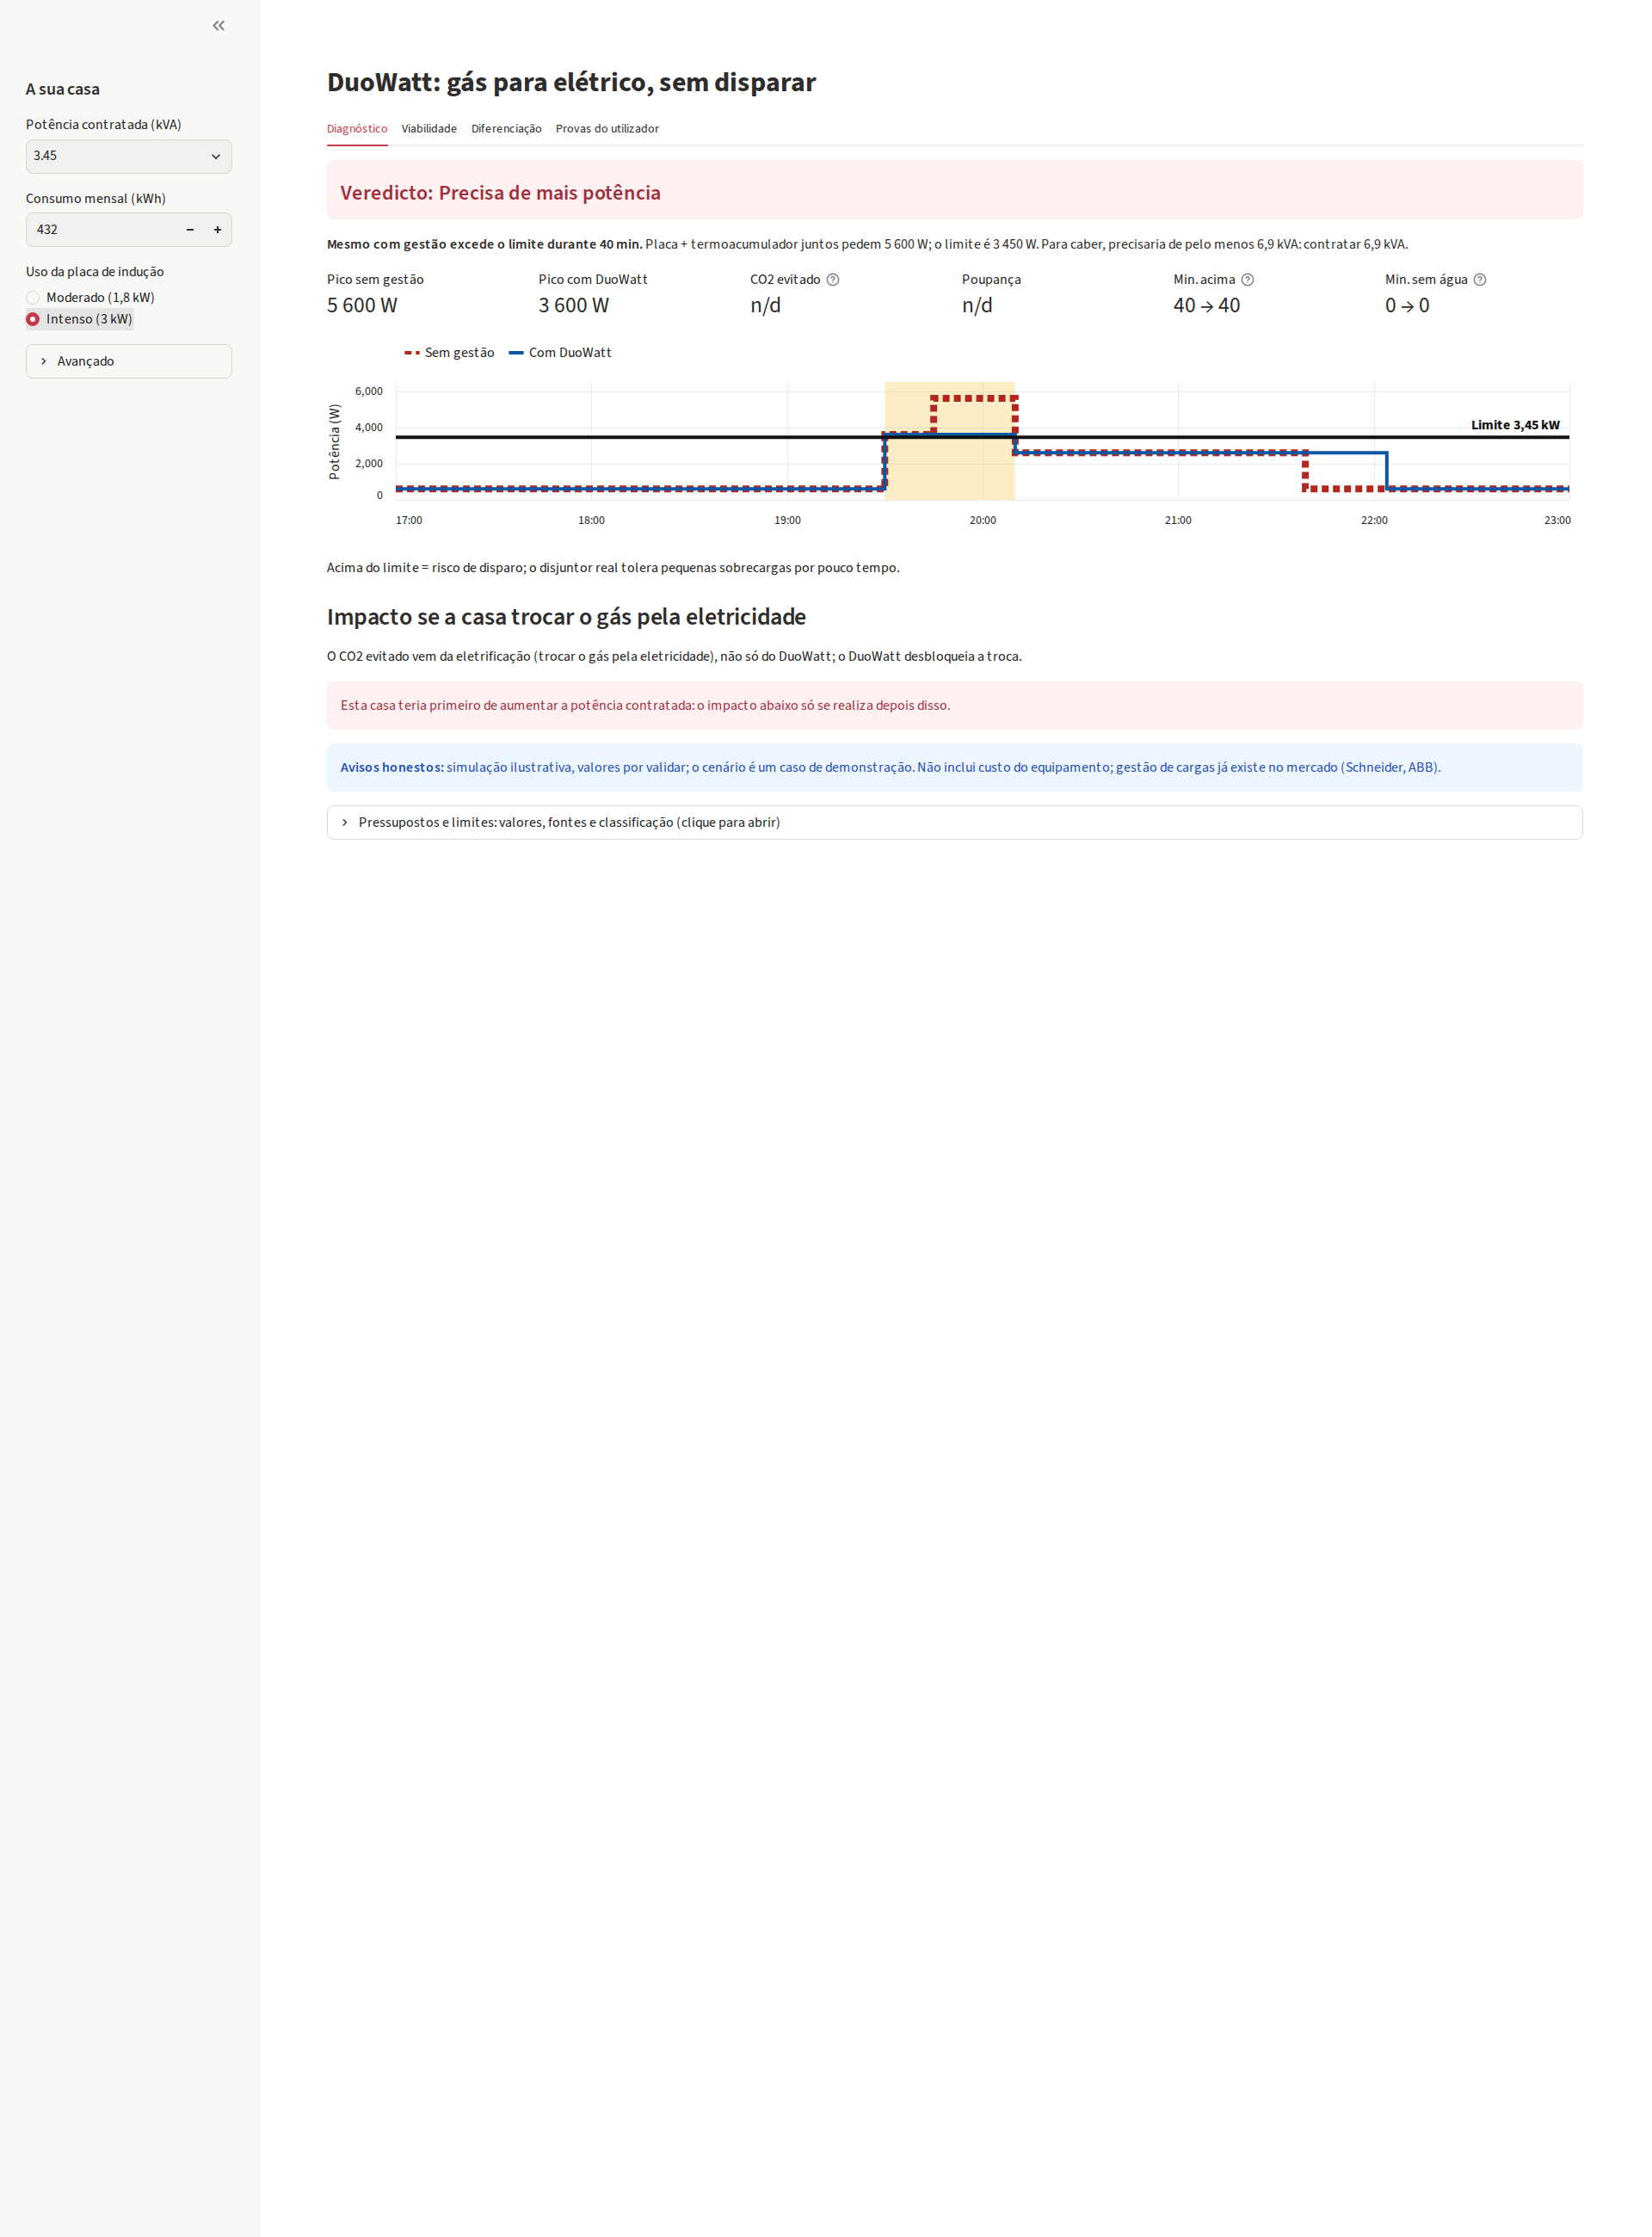 A sua casa
Potência contratada (kVA)
3.45
Consumo mensal (kWh)
432
Uso da placa de indução
Moderado (1,8 kW)
Intenso (3 kW)
Avançado
DuoWatt: gás para elétrico, sem disparar
Diagnóstico Viabilidade Diferenciação Provas do utilizador
Veredicto: Precisa de mais potência
Mesmo com gestão excede o limite durante 40 min. Placa + termoacumulador juntos pedem 5 600 W; o limite é 3 450 W. Para caber, precisaria de pelo menos 6,9 kVA: contratar 6,9 kVA.
Pico sem gestão Pico com DuoWatt CO2 evitado Poupança Min. acima Min. sem água
5 600 W 3 600 W n/d n/d 40 → 40 0 → 0
Sem gestão Com DuoWatt
Potência (W)
6,000
4,000
2,000
0
Limite 3,45 kW
17:00 18:00 19:00 20:00 21:00 22:00 23:00
Acima do limite = risco de disparo; o disjuntor real tolera pequenas sobrecargas por pouco tempo.
Impacto se a casa trocar o gás pela eletricidade
O CO2 evitado vem da eletrificação (trocar o gás pela eletricidade), não só do DuoWatt; o DuoWatt desbloqueia a troca.
Esta casa teria primeiro de aumentar a potência contratada: o impacto abaixo só se realiza depois disso.
Avisos honestos: simulação ilustrativa, valores por validar; o cenário é um caso de demonstração. Não inclui custo do equipamento; gestão de cargas já existe no mercado (Schneider, ABB).
Pressupostos e limites: valores, fontes e classificação (clique para abrir)